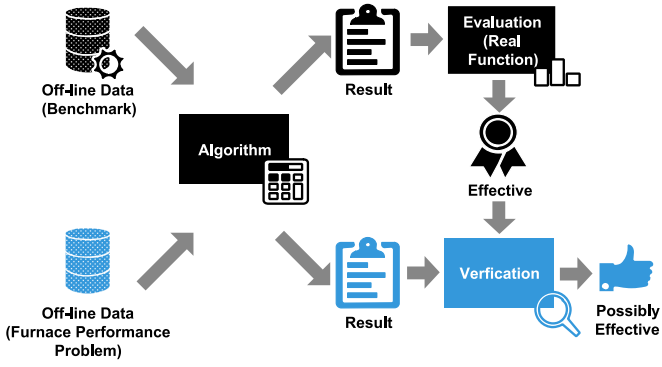 Off-line Data
(Benchmark)
Result
Evaluation
(Real
Function)
Algorithm
Effective
Off-line Data
(Furnace Performance
Problem)
Result
Verfication
Possibly
Effective